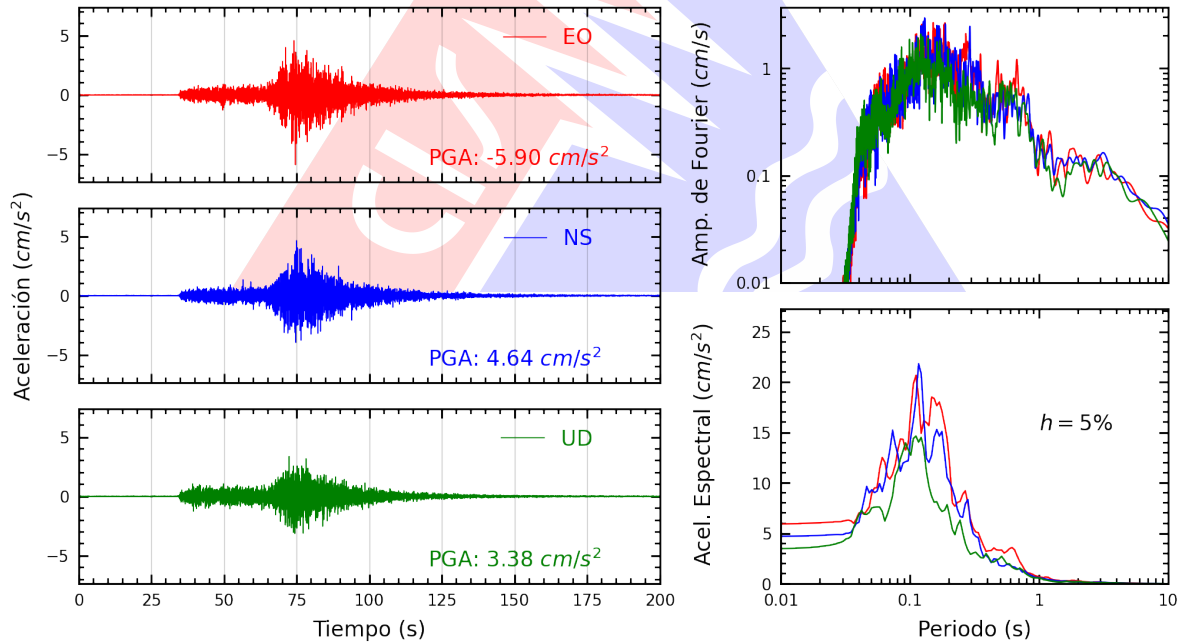 Aceleración (cm/s²)
5
0
−5
EO
PGA: -5.90 cm/s²
5
0
−5
NS
PGA: 4.64 cm/s²
5
0
−5
UD
PGA: 3.38 cm/s²
0 25 50 75 100 125 150 175 200
Tiempo (s)
Amp. de Fourier (cm/s)
1
0.1
0.01
Acel. Espectral (cm/s²)
25
20
15
10
5
0
h = 5%
0.01 0.1 1 10
Periodo (s)